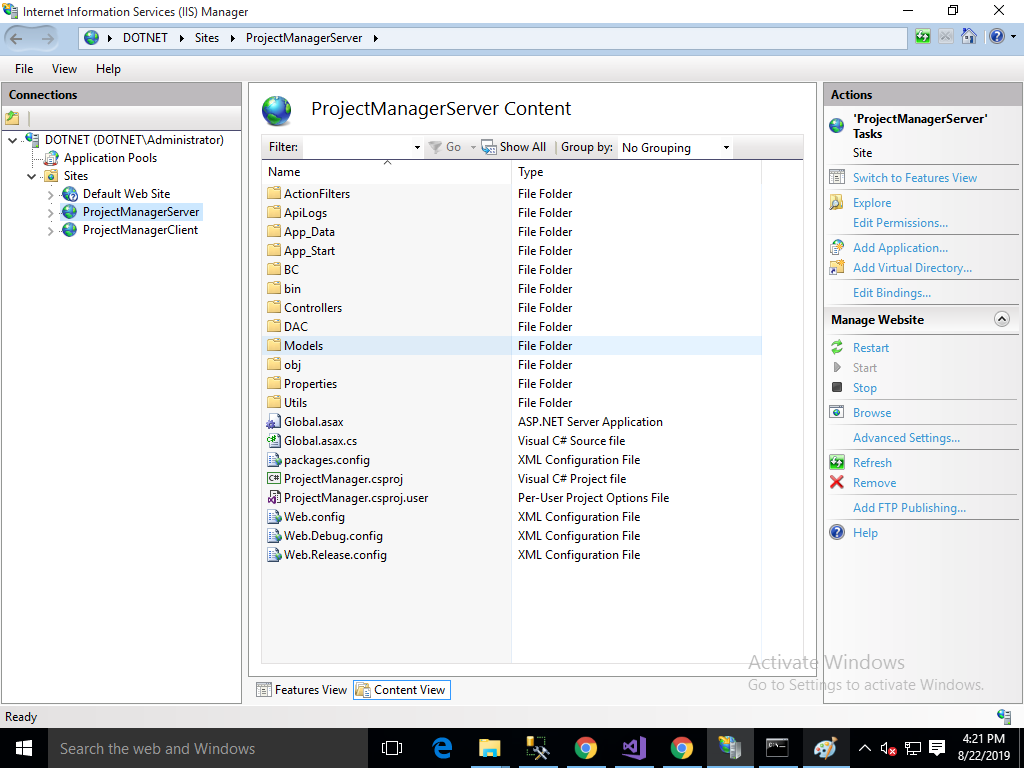 Internet Information Services (IIS) Manager
DOTNET Sites ProjectManagerServer
File View Help
Connections
DOTNET (DOTNET\Administrator)
Application Pools
Sites
Default Web Site
ProjectManagerServer
ProjectManagerClient
ProjectManagerServer Content
Filter: Go Show All Group by: No Grouping
Name Type
ActionFilters File Folder
ApiLogs File Folder
App_Data File Folder
App_Start File Folder
BC File Folder
bin File Folder
Controllers File Folder
DAC File Folder
Models File Folder
obj File Folder
Properties File Folder
Utils File Folder
Global.asax ASP.NET Server Application
Global.asax.cs Visual C# Source file
packages.config XML Configuration File
ProjectManager.csproj Visual C# Project file
ProjectManager.csproj.user Per-User Project Options File
Web.config XML Configuration File
Web.Debug.config XML Configuration File
Web.Release.config XML Configuration File
Features View Content View
Actions
'ProjectManagerServer'
Tasks
Site
Switch to Features View
Explore
Edit Permissions...
Add Application...
Add Virtual Directory...
Edit Bindings...
Manage Website
Restart
Start
Stop
Browse
Advanced Settings...
Refresh
Remove
Add FTP Publishing...
Help
Activate Windows
Go to Settings to activate Windows.
Ready
Search the web and Windows
4:21 PM
8/22/2019